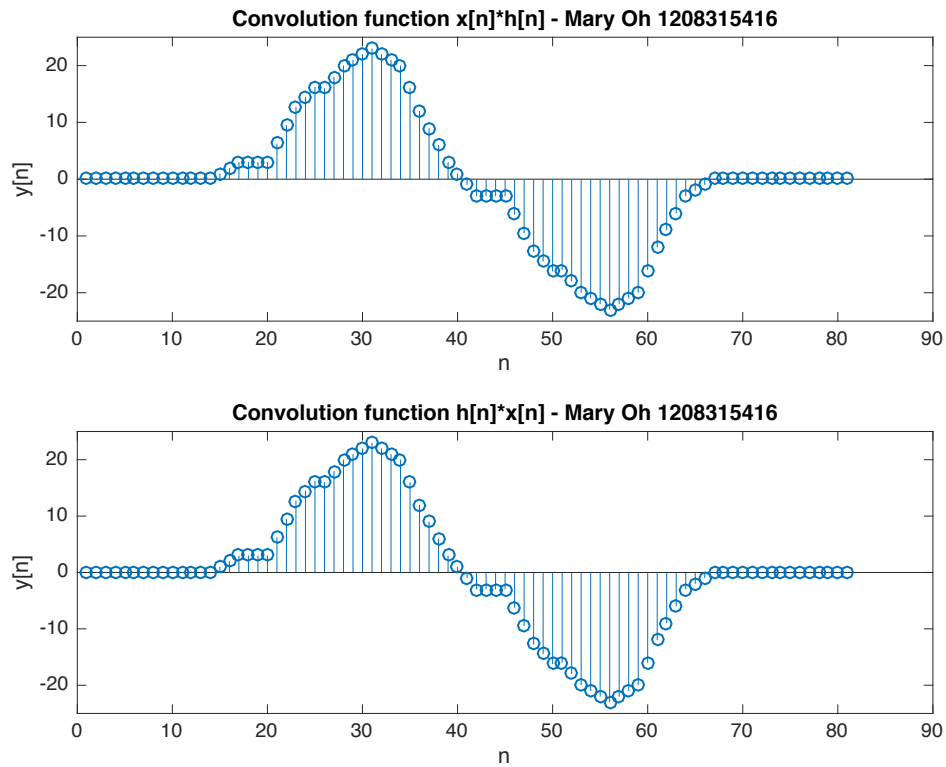 Convolution function x[n]*h[n] - Mary Oh 1208315416
20
10
0
-10
-20
y[n]
0 10 20 30 40 50 60 70 80 90
n
Convolution function h[n]*x[n] - Mary Oh 1208315416
20
10
0
-10
-20
y[n]
0 10 20 30 40 50 60 70 80 90
n